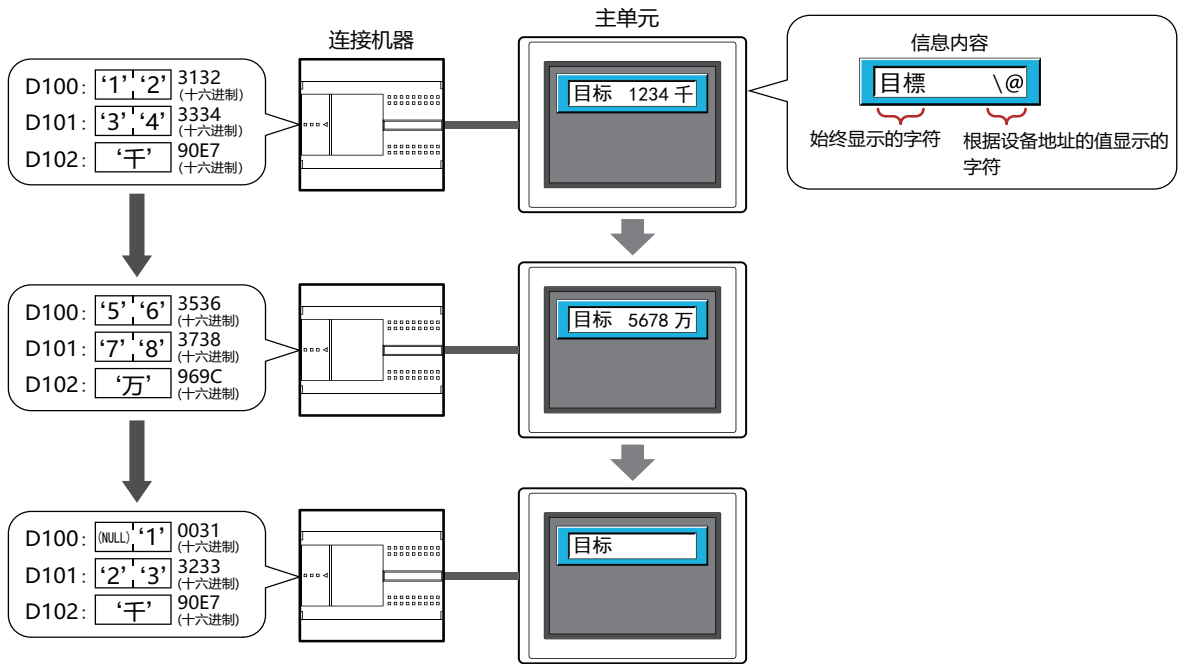 连接机器
主单元
信息内容
目標 \@
始终显示的字符
根据设备地址的值显示的
字符
D100: ‘1’ ‘2’ 3132
(十六进制)
D101: ‘3’ ‘4’ 3334
(十六进制)
D102: ‘千’ 90E7
(十六进制)
目标 1234 千
D100: ‘5’ ‘6’ 3536
(十六进制)
D101: ‘7’ ‘8’ 3738
(十六进制)
D102: ‘万’ 969C
(十六进制)
目标 5678 万
D100: (NULL) ‘1’ 0031
(十六进制)
D101: ‘2’ ‘3’ 3233
(十六进制)
D102: ‘千’ 90E7
(十六进制)
目标